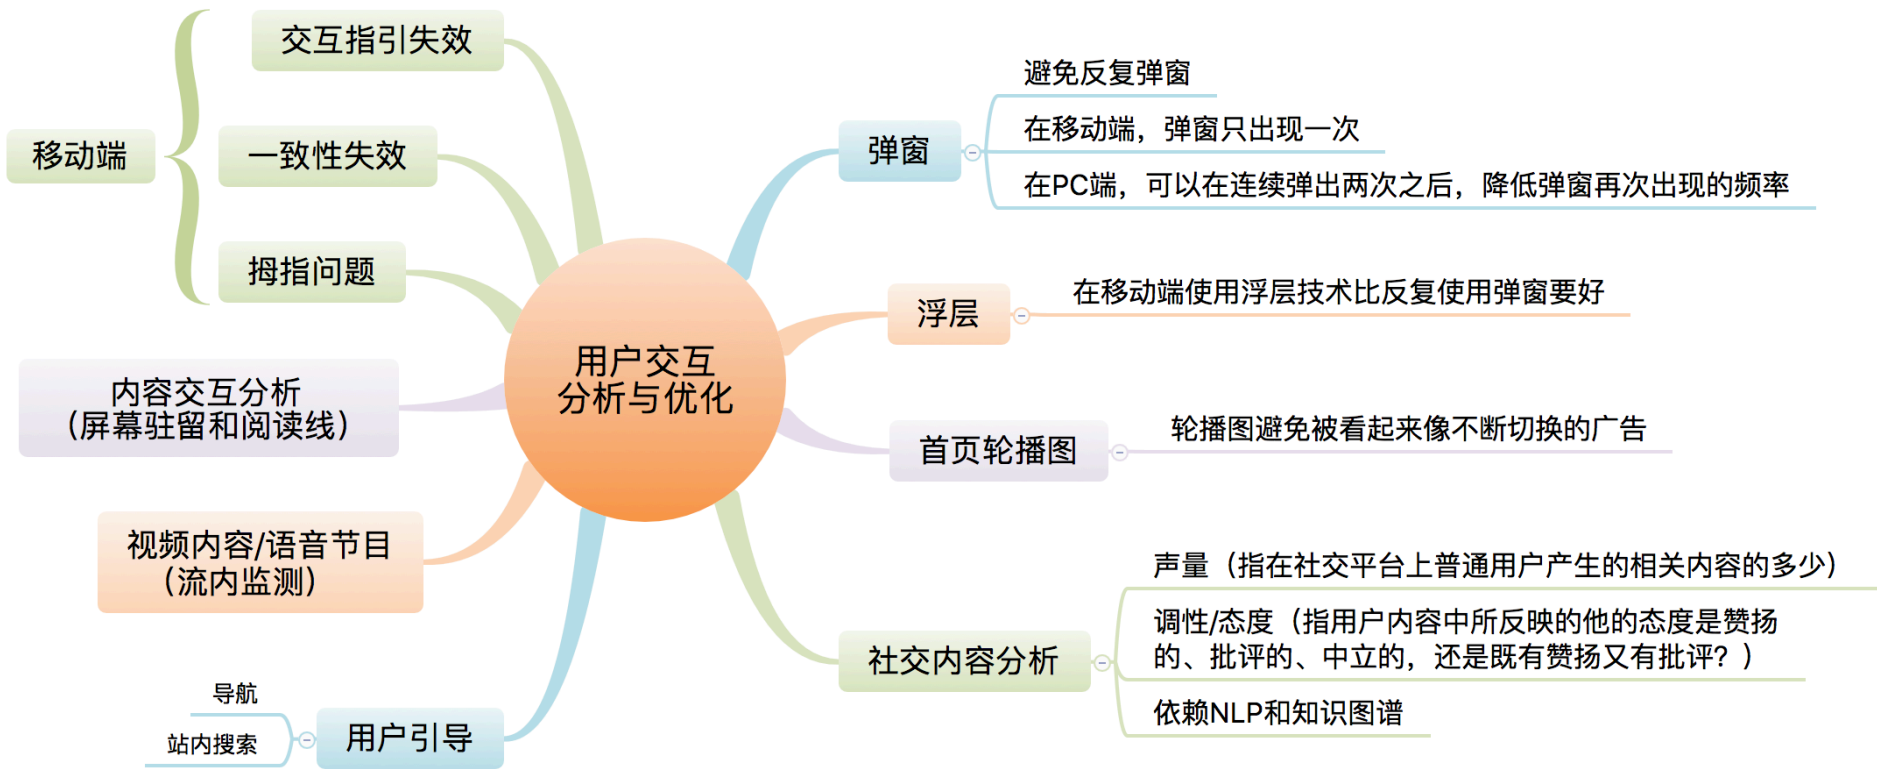 用户交互
分析与优化
弹窗
避免反复弹窗
在移动端，弹窗只出现一次
在PC端，可以在连续弹出两次之后，降低弹窗再次出现的频率
浮层
在移动端使用浮层技术比反复使用弹窗要好
首页轮播图
轮播图避免被看起来像不断切换的广告
社交内容分析
声量（指在社交平台上普通用户产生的相关内容的多少）
调性/态度（指用户内容中所反映的他的态度是赞扬
的、批评的、中立的，还是既有赞扬又有批评？）
依赖NLP和知识图谱
移动端
交互指引失效
一致性失效
拇指问题
内容交互分析
（屏幕驻留和阅读线）
视频内容/语音节目
（流内监测）
用户引导
导航
站内搜索